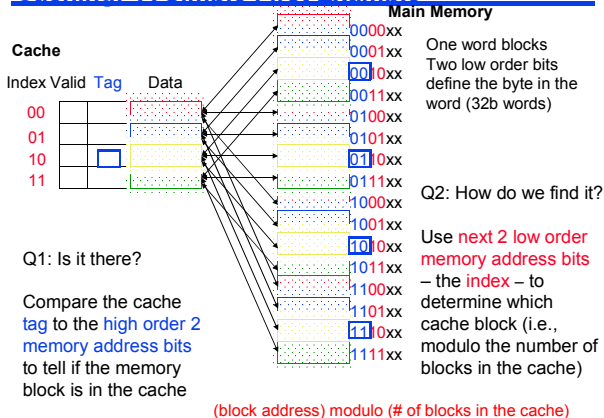 Main Memory
Cache
Index Valid Tag Data
00
01
10
11
0000xx
0001xx
0010xx
0011xx
0100xx
0101xx
0110xx
0111xx
1000xx
1001xx
1010xx
1011xx
1100xx
1101xx
1110xx
1111xx
One word blocks
Two low order bits
define the byte in the
word (32b words)
Q2: How do we find it?
Use next 2 low order
memory address bits
– the index – to
determine which
cache block (i.e.,
modulo the number of
blocks in the cache)
Q1: Is it there?
Compare the cache
tag to the high order 2
memory address bits
to tell if the memory
block is in the cache
(block address) modulo (# of blocks in the cache)